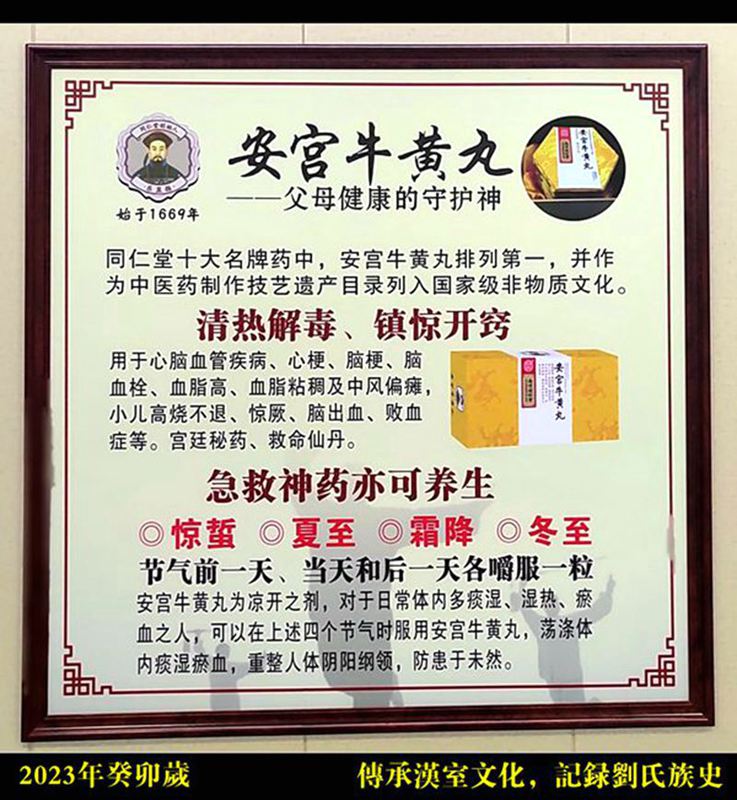 同仁堂创始人
始于1669年
安宫牛黄丸
——父母健康的守护神
安宫牛黄丸
同仁堂十大名牌药中，安宫牛黄丸排列第一，并作
为中医药制作技艺遗产目录列入国家级非物质文化。
清热解毒、镇惊开窍
用于心脑血管疾病、心梗、脑梗、脑
血栓、血脂高、血脂粘稠及中风偏瘫，
小儿高烧不退、惊厥、脑出血、败血
症等。宫廷秘药、救命仙丹。
安宫牛黄丸
急救神药亦可养生
◎惊蜇 ◎夏至 ◎霜降 ◎冬至
节气前一天、当天和后一天各嚼服一粒
安宫牛黄丸为凉开之剂，对于日常体内多痰湿、湿热、瘀
血之人，可以在上述四个节气时服用安宫牛黄丸，荡涤体
内痰湿瘀血，重整人体阴阳纲领，防患于未然。
2023年癸卯歲
傳承漢室文化，記録劉氏族史